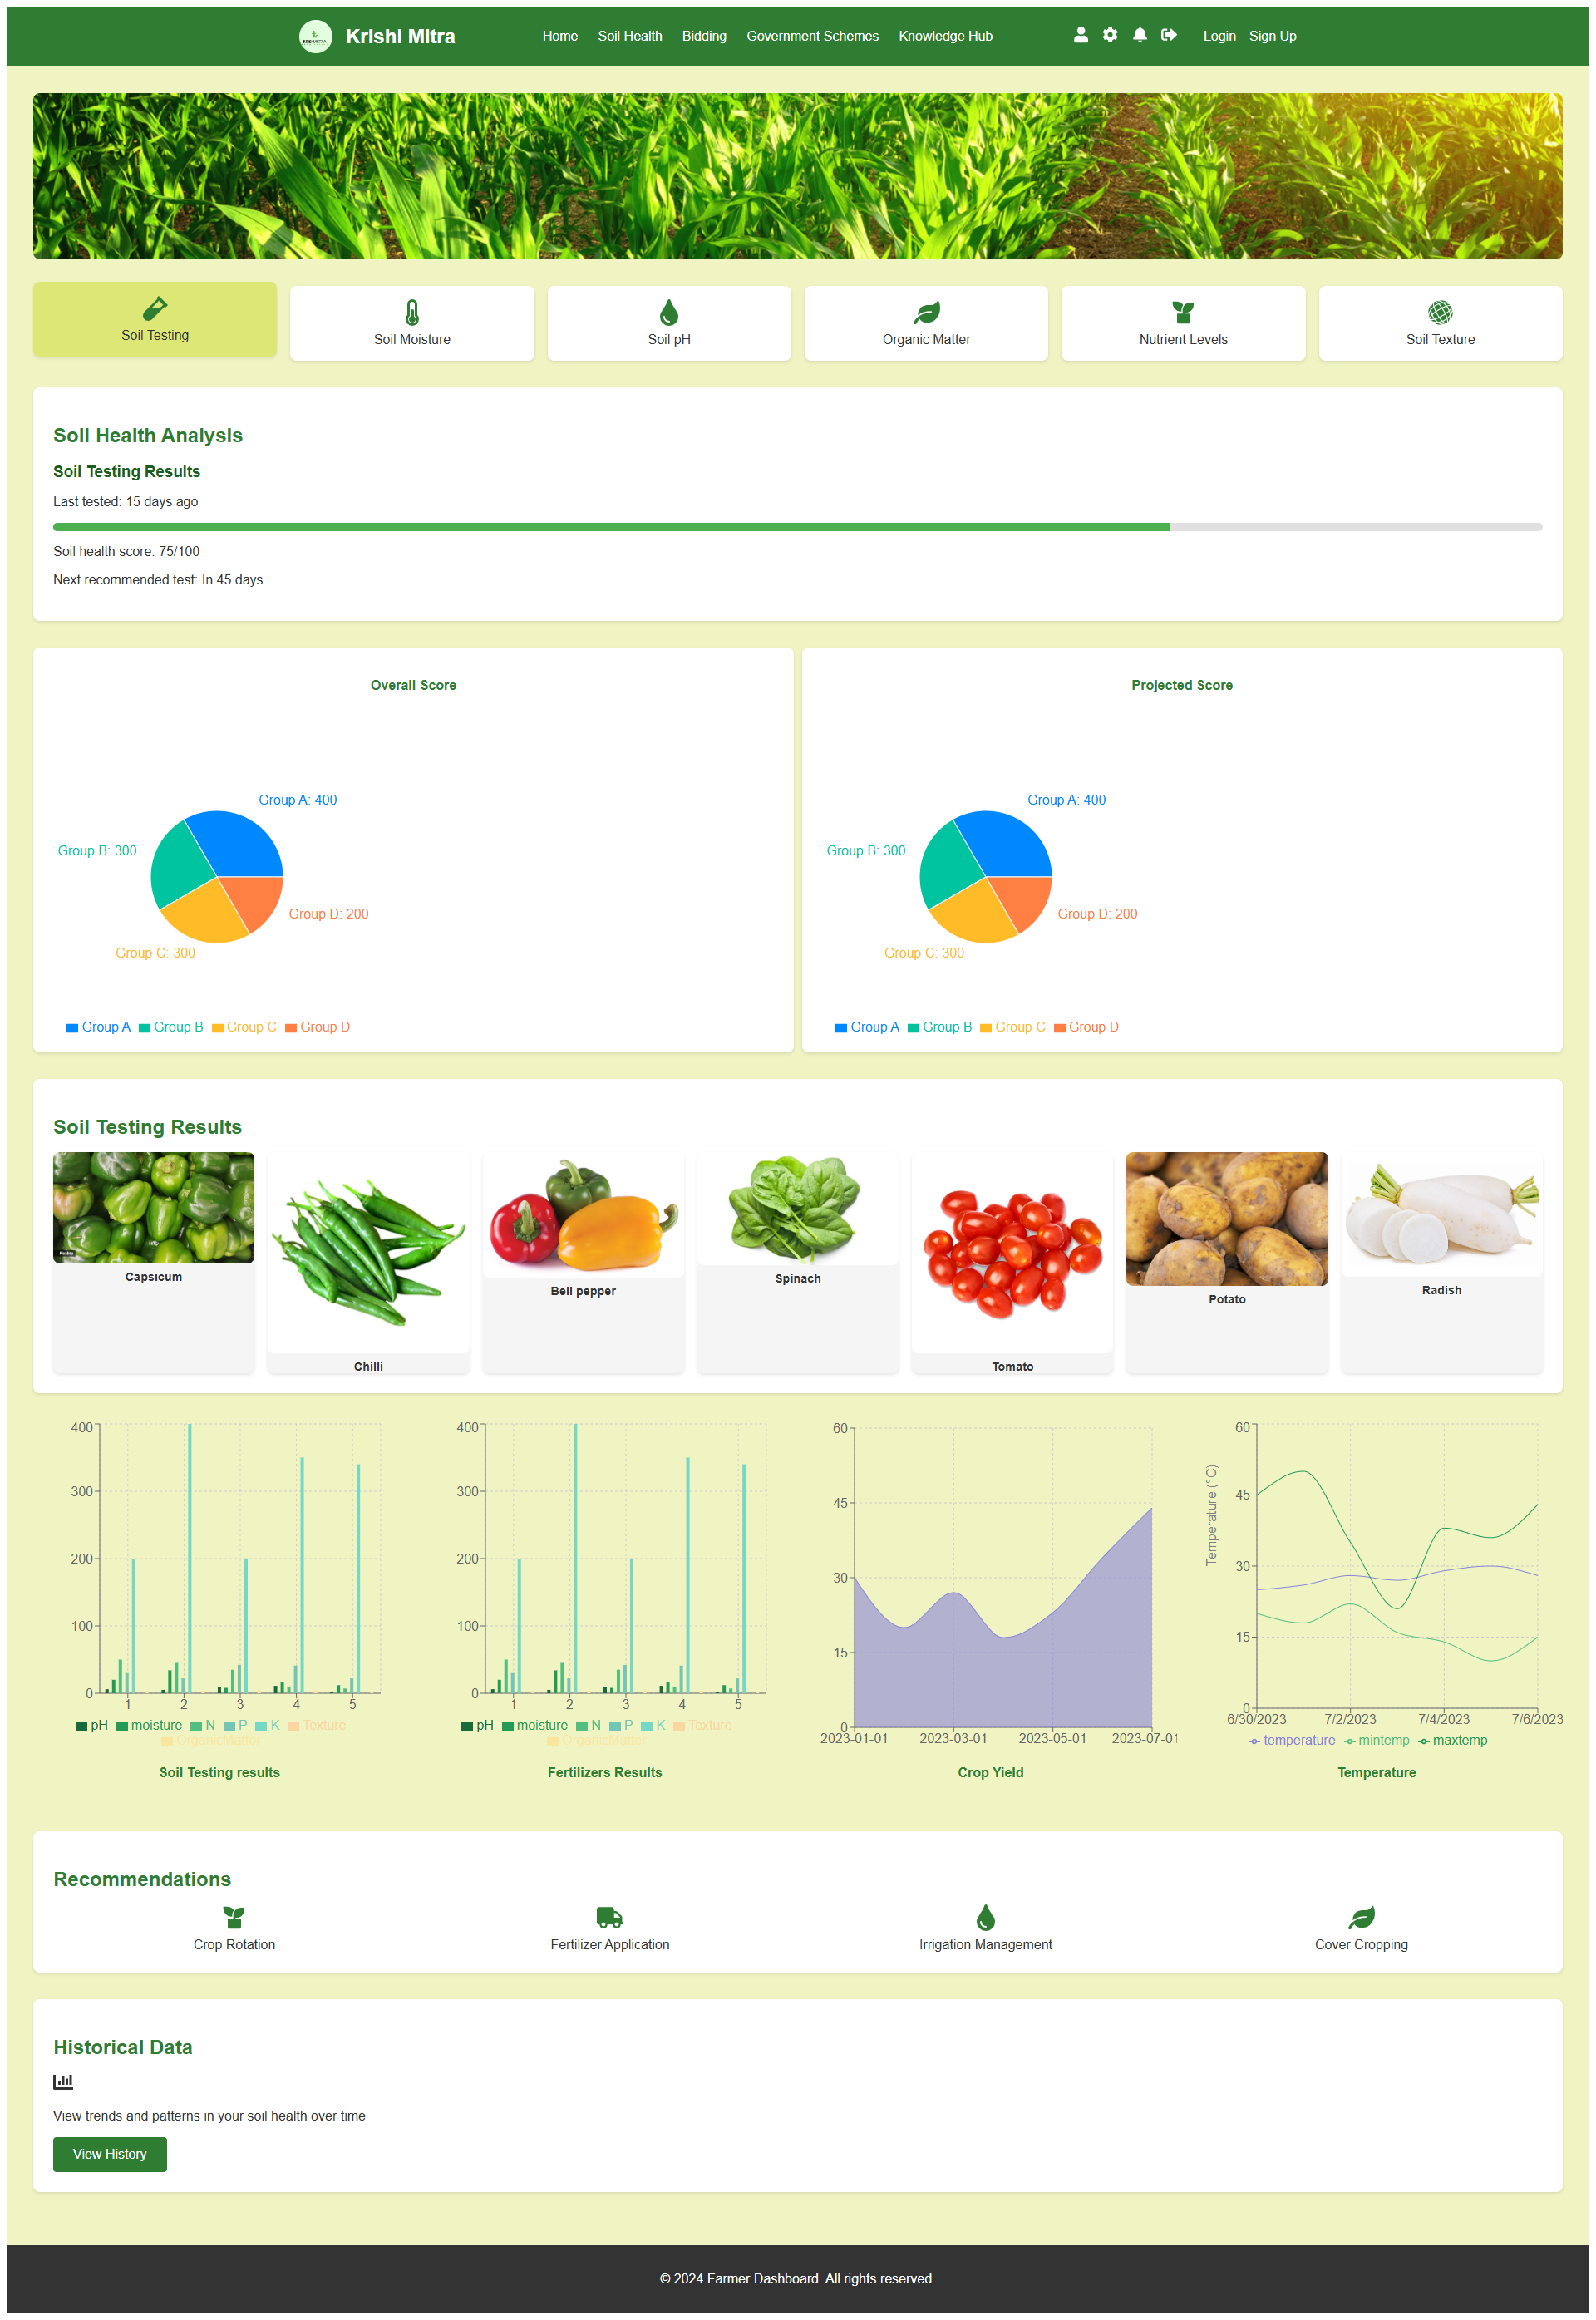 Krishi Mitra
Home Soil Health Bidding Government Schemes Knowledge Hub
Login Sign Up
Soil Testing
Soil Moisture
Soil pH
Organic Matter
Nutrient Levels
Soil Texture
Soil Health Analysis
Soil Testing Results
Last tested: 15 days ago
Soil health score: 75/100
Next recommended test: In 45 days
Overall Score
Group A: 400
Group B: 300
Group D: 200
Group C: 300
Group A Group B Group C Group D
Projected Score
Group A: 400
Group B: 300
Group D: 200
Group C: 300
Group A Group B Group C Group D
Soil Testing Results
Capsicum
Chilli
Bell pepper
Spinach
Tomato
Potato
Radish
400
300
200
100
0
1 2 3 4 5
pH moisture N P K Texture
OrganicMatter
Soil Testing results
400
300
200
100
0
1 2 3 4 5
pH moisture N P K Texture
OrganicMatter
Fertilizers Results
60
45
30
15
0
2023-01-01 2023-03-01 2023-05-01 2023-07-01
Crop Yield
Temperature (°C)
60
45
30
15
0
6/30/2023 7/2/2023 7/4/2023 7/6/2023
temperature mintemp maxtemp
Temperature
Recommendations
Crop Rotation
Fertilizer Application
Irrigation Management
Cover Cropping
Historical Data
View trends and patterns in your soil health over time
View History
© 2024 Farmer Dashboard. All rights reserved.